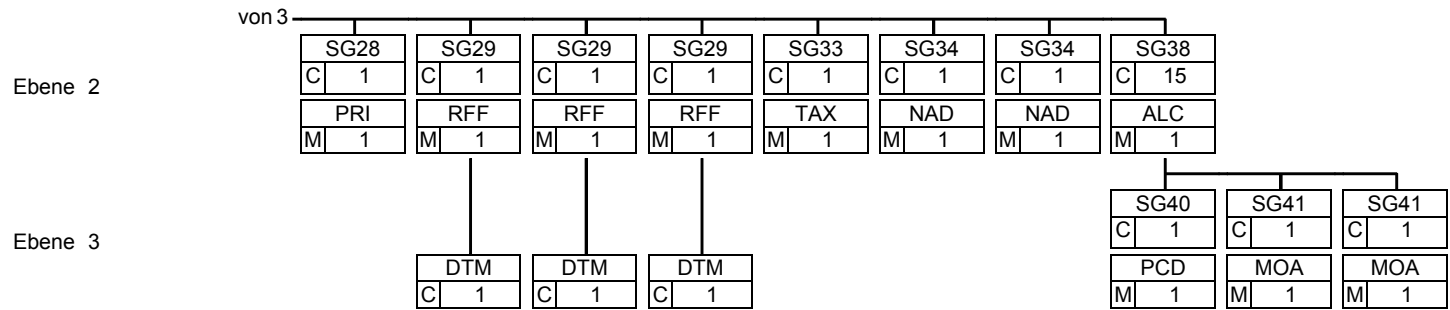 von 3
SG28 SG29 SG29 SG29 SG33 SG34 SG34 SG38
C 1 C 1 C 1 C 1 C 1 C 1 C 1 C 15
Ebene 2
PRI RFF RFF RFF TAX NAD NAD ALC
M 1 M 1 M 1 M 1 M 1 M 1 M 1 M 1
SG40 SG41 SG41
C 1 C 1 C 1
Ebene 3
DTM DTM DTM PCD MOA MOA
C 1 C 1 C 1 M 1 M 1 M 1